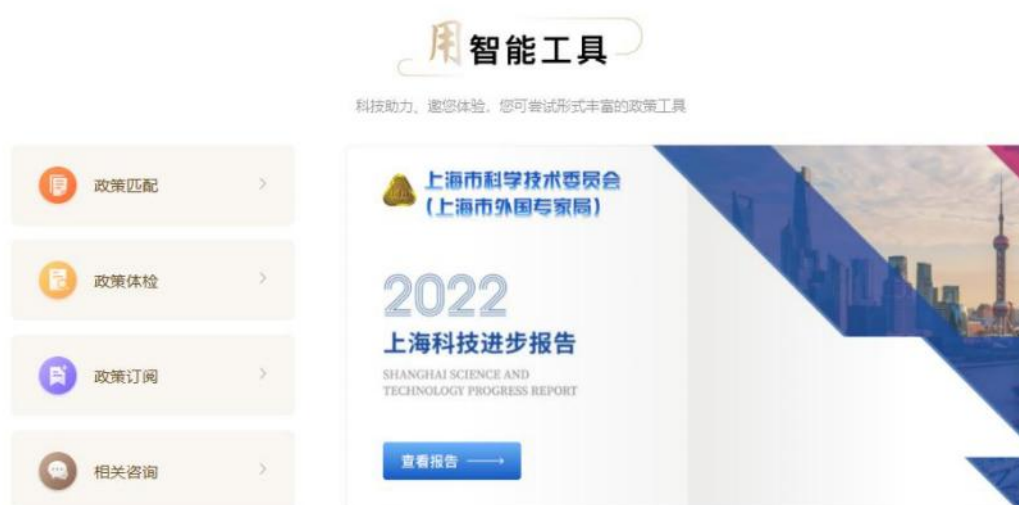 用智能工具
科技助力，邀您体验，您可尝试形式丰富的政策工具
政策匹配
政策体检
政策订阅
相关咨询
上海市科学技术委员会
（上海市外国专家局）
2022
上海科技进步报告
SHANGHAI SCIENCE AND
TECHNOLOGY PROGRESS REPORT
查看报告